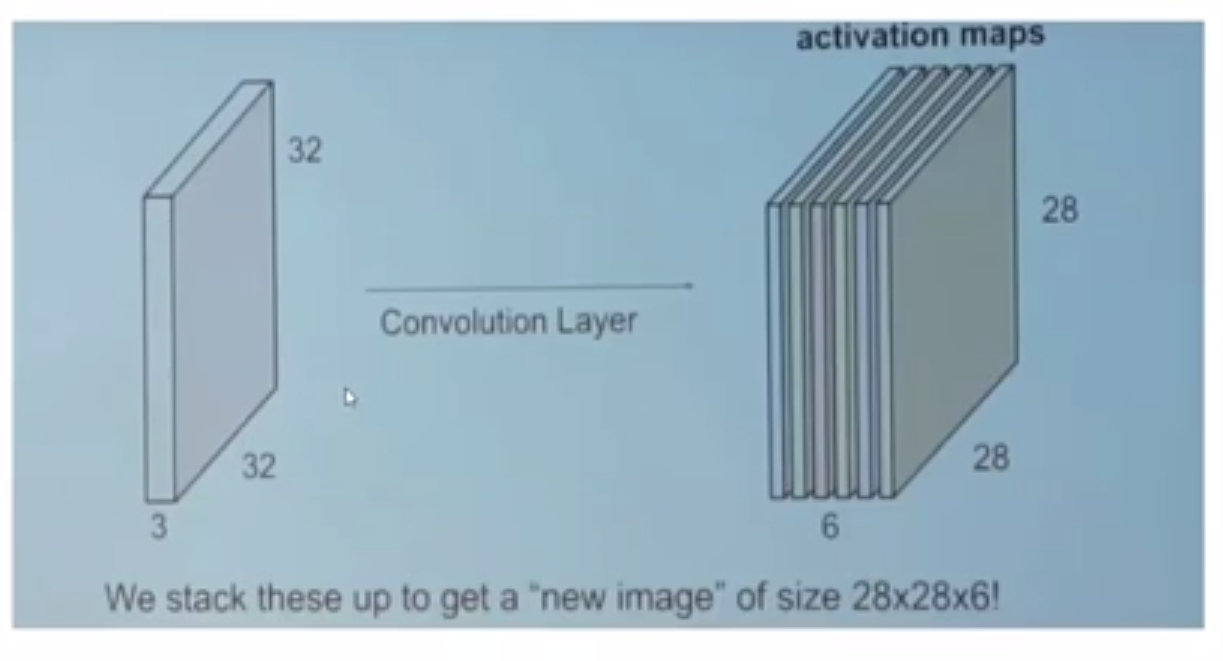 activation maps
32
28
Convolution Layer
32
28
3
6
We stack these up to get a “new image” of size 28x28x6!